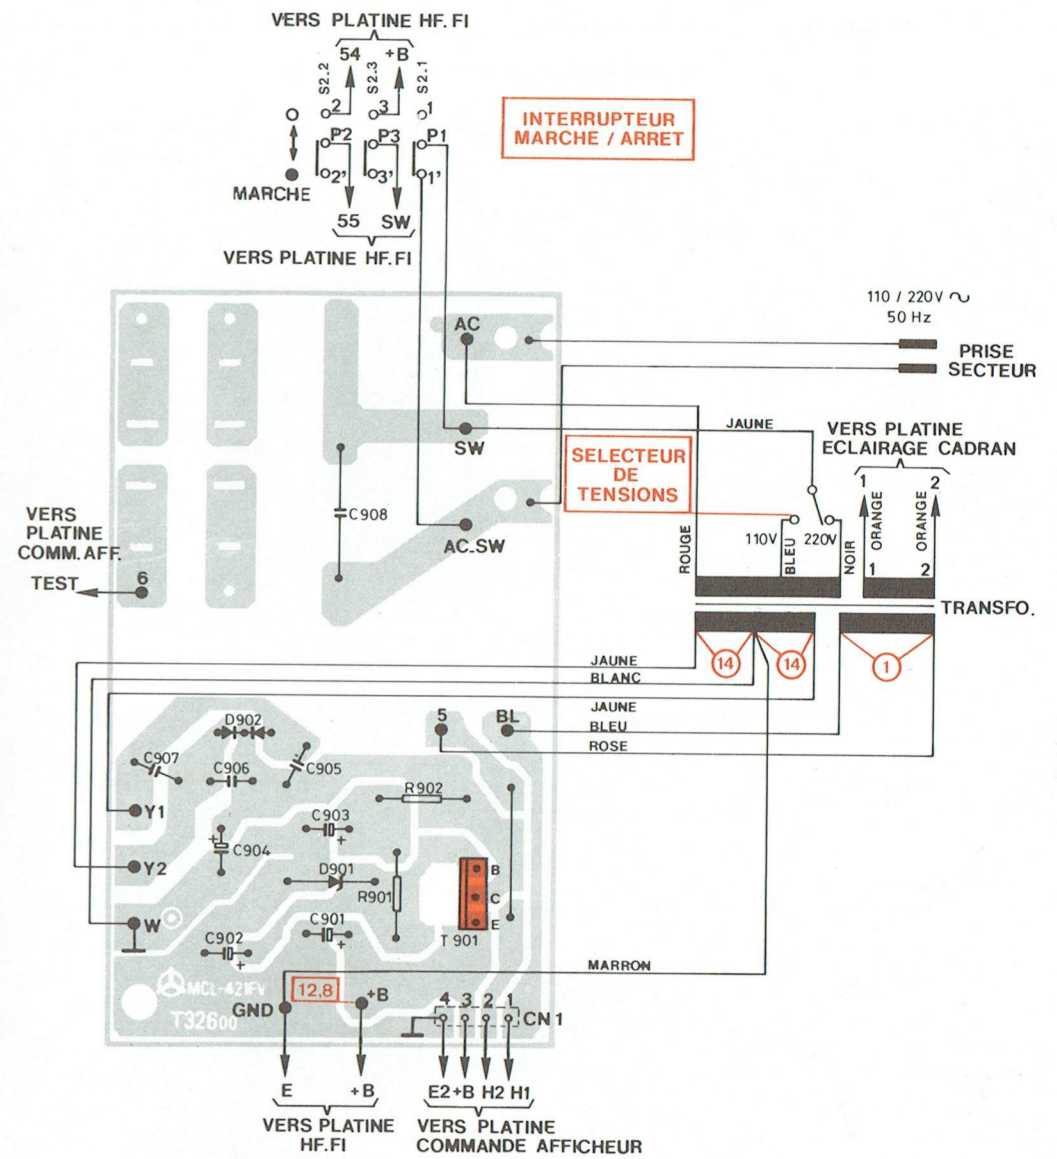 VERS PLATINE HF. FI
54 +B
S2.2 S2.3 S2.1
2 3 1
P2 P3 P1
2' 3' 1'
MARCHE
55 SW
VERS PLATINE HF. FI
INTERRUPTEUR
MARCHE / ARRET
110 / 220V ~
50 Hz
PRISE
SECTEUR
AC
SW
AC-SW
C908
JAUNE
VERS PLATINE
ECLAIRAGE CADRAN
1 2
ORANGE ORANGE
1 2
SELECTEUR
DE
TENSIONS
ROUGE
110V
BLEU
220V
NOIR
TRANSFO.
VERS
PLATINE
COMM. AFF.
TEST
6
14 14 1
JAUNE
BLANC
JAUNE
BLEU
ROSE
5 BL
D902
C907
C906
C905
R902
Y1
C903
C904
Y2
D901
R901
B
C
E
T 901
W
C901
C902
MARRON
MCL-421FV
T32600
GND
12,8
+B
4 3 2 1
CN 1
E +B
E2 +B H2 H1
VERS PLATINE
HF. FI
VERS PLATINE
COMMANDE AFFICHEUR